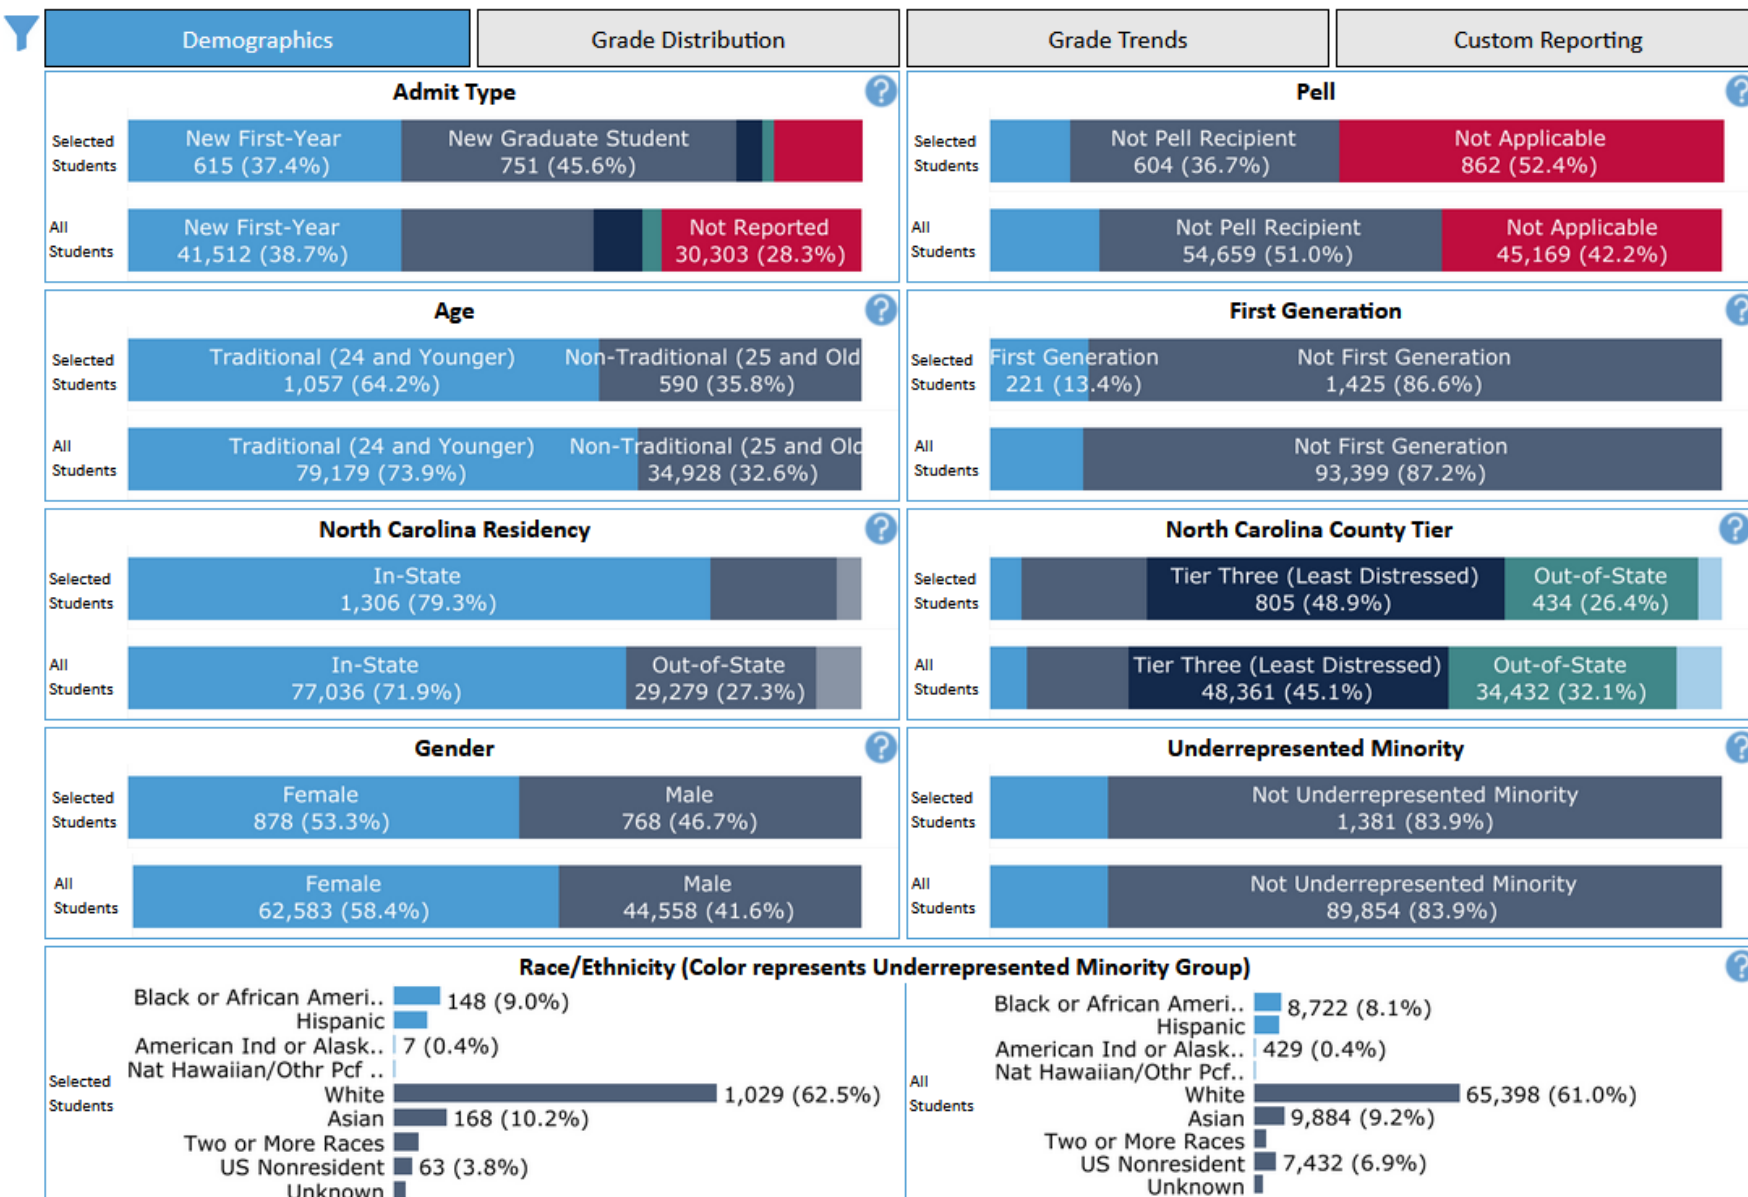 Demographics
Grade Distribution
Grade Trends
Custom Reporting
Admit Type
?
Selected
Students
New First-Year
615 (37.4%)
New Graduate Student
751 (45.6%)
All
Students
New First-Year
41,512 (38.7%)
Not Reported
30,303 (28.3%)
Pell
?
Selected
Students
Not Pell Recipient
604 (36.7%)
Not Applicable
862 (52.4%)
All
Students
Not Pell Recipient
54,659 (51.0%)
Not Applicable
45,169 (42.2%)
Age
?
Selected
Students
Traditional (24 and Younger)
1,057 (64.2%)
Non-Traditional (25 and Old
590 (35.8%)
All
Students
Traditional (24 and Younger)
79,179 (73.9%)
Non-Traditional (25 and Old
34,928 (32.6%)
First Generation
?
Selected
Students
First Generation
221 (13.4%)
Not First Generation
1,425 (86.6%)
All
Students
Not First Generation
93,399 (87.2%)
North Carolina Residency
?
Selected
Students
In-State
1,306 (79.3%)
All
Students
In-State
77,036 (71.9%)
Out-of-State
29,279 (27.3%)
North Carolina County Tier
?
Selected
Students
Tier Three (Least Distressed)
805 (48.9%)
Out-of-State
434 (26.4%)
All
Students
Tier Three (Least Distressed)
48,361 (45.1%)
Out-of-State
34,432 (32.1%)
Gender
?
Selected
Students
Female
878 (53.3%)
Male
768 (46.7%)
All
Students
Female
62,583 (58.4%)
Male
44,558 (41.6%)
Underrepresented Minority
?
Selected
Students
Not Underrepresented Minority
1,381 (83.9%)
All
Students
Not Underrepresented Minority
89,854 (83.9%)
Race/Ethnicity (Color represents Underrepresented Minority Group)
?
Selected
Students
Black or African Ameri.. 148 (9.0%)
Hispanic
American Ind or Alask.. 7 (0.4%)
Nat Hawaiian/Othr Pcf ..
White 1,029 (62.5%)
Asian 168 (10.2%)
Two or More Races
US Nonresident 63 (3.8%)
Unknown
All
Students
Black or African Ameri.. 8,722 (8.1%)
Hispanic
American Ind or Alask.. 429 (0.4%)
Nat Hawaiian/Othr Pcf..
White 65,398 (61.0%)
Asian 9,884 (9.2%)
Two or More Races
US Nonresident 7,432 (6.9%)
Unknown